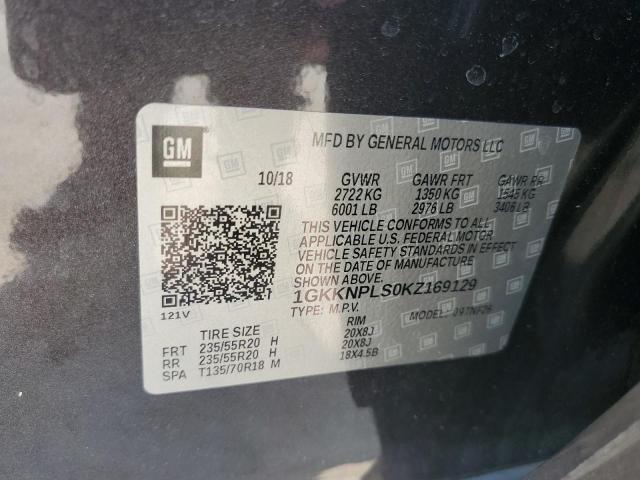 GM
MFD BY GENERAL MOTORS LLC
10/18 GVWR GAWR FRT GAWR RR
2722 KG 1350 KG 1545 KG
6001 LB 2976 LB 3406 LB
THIS VEHICLE CONFORMS TO ALL
APPLICABLE U.S. FEDERAL MOTOR
VEHICLE SAFETY STANDARDS IN
EFFECT ON THE DATE OF MANUFACTURE
SHOWN ABOVE.
1GKKNPLS0KZ169129
121V
TYPE: M.P.V. MODEL:
TIRE SIZE RIM
FRT 235/55R20 H 20X8J
RR 235/55R20 H 20X8J
SPA T135/70R18 M 18X4.5B